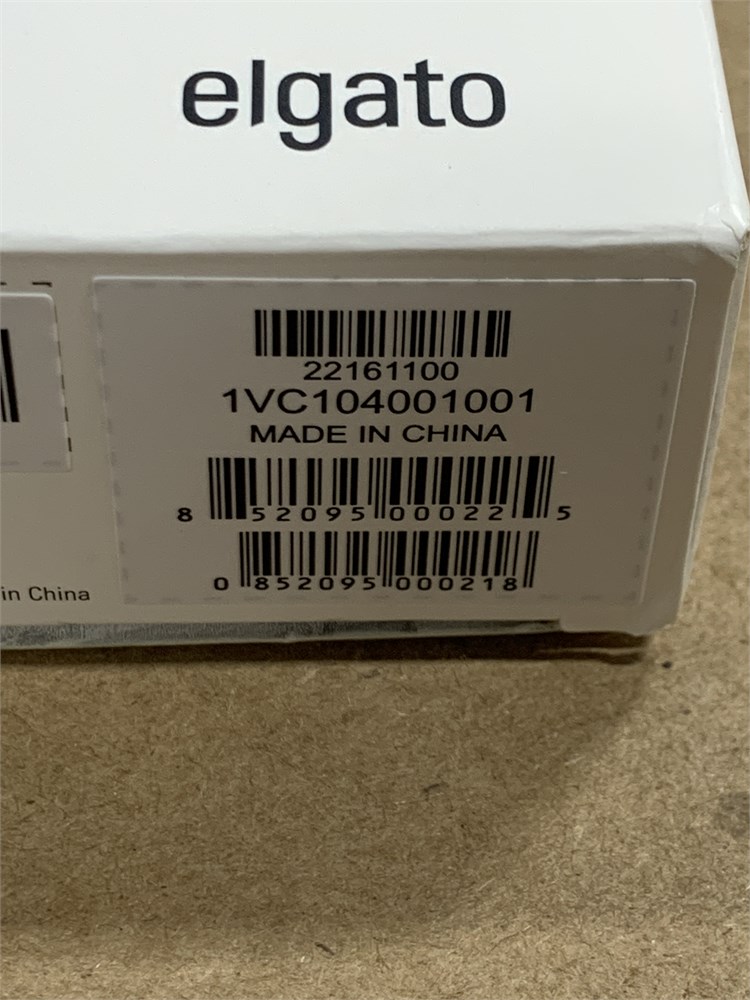 elgato
22161100
1VC104001001
MADE IN CHINA
8 52095 00022 5
in China
0 852095 000218